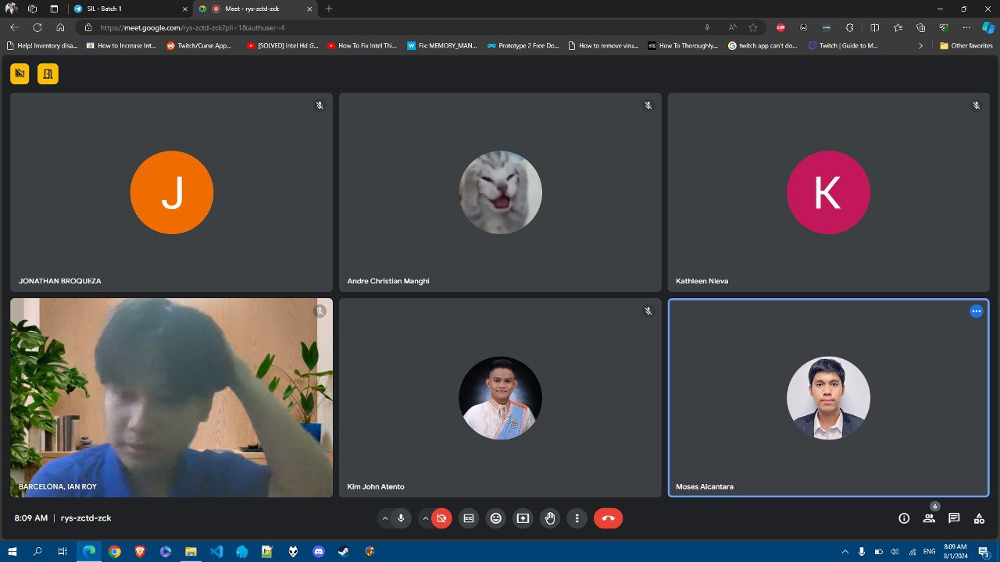 SIL - Batch 1
Meet - rys-zctd-zck
https://meet.google.com/rys-zctd-zck?pli=1&authuser=4
ABP
Help! Inventory disa...
How to Increase Int...
Twitch/Curse App...
[SOLVED] Intel Hd G...
How To Fix Intel Thi...
W Fix: MEMORY_MAN...
Prototype 2 Free Do...
How to remove viru...
How To Thoroughly...
G twitch app can't do...
Twitch | Guide to M...
Other favorites
J
JONATHAN BROQUEZA
Andre Christian Manghi
K
Kathleen Nieva
BARCELONA, IAN ROY
Kim John Atento
Moses Alcantara
8:09 AM | rys-zctd-zck
6
8:09 AM
ENG
8/1/2024